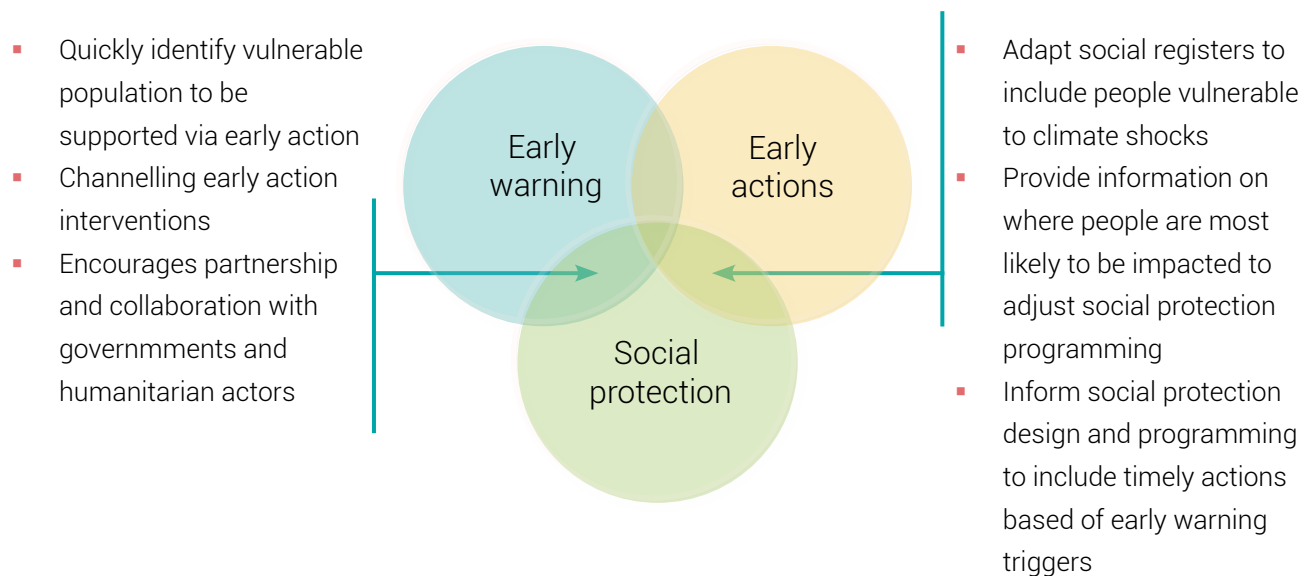 Quickly identify vulnerable
population to be
supported via early action
Channelling early action
interventions
Encourages partnership
and collaboration with
governmments and
humanitarian actors
Early
warning
Early
actions
Social
protection
Adapt social registers to
include people vulnerable
to climate shocks
Provide information on
where people are most
likely to be impacted to
adjust social protection
programming
Inform social protection
design and programming
to include timely actions
based of early warning
triggers